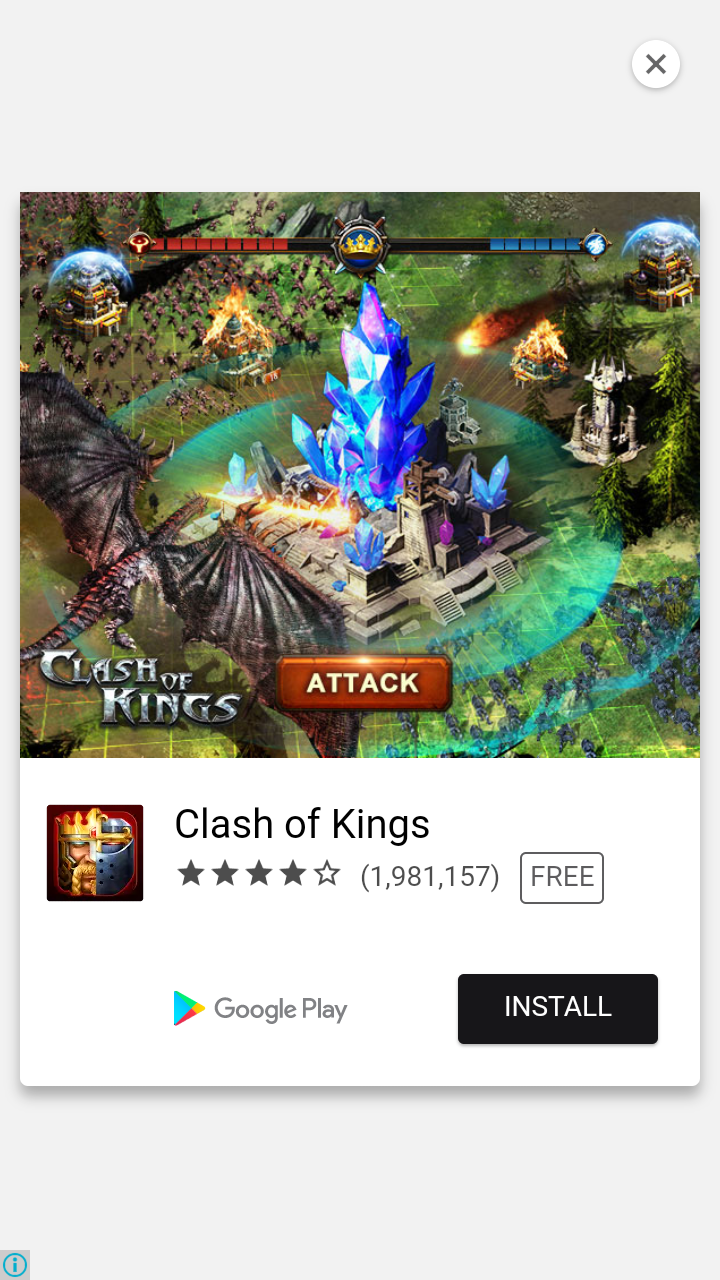 CLASH OF
KINGS
ATTACK
Clash of Kings
(1,981,157) FREE
Google Play
INSTALL